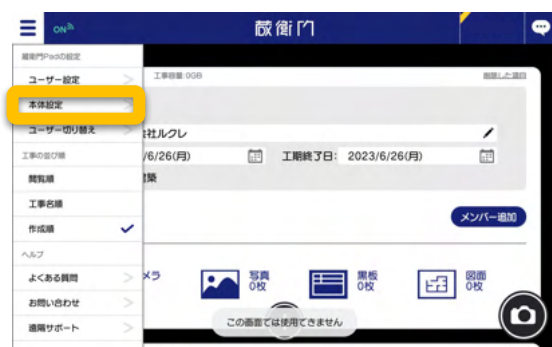 ON
蔵衛門
蔵衛門Padの設定
ユーザー設定
工事容量:0GB
削除した項目
本体設定
ユーザー切り替え
会社ルクレ
工事の並び順
/6/26(月)
工期終了日: 2023/6/26(月)
閲覧順
築
工事名順
作成順
メンバー追加
ヘルプ
よくある質問
メラ
写真
0枚
黒板
0枚
図面
0枚
お問い合わせ
遠隔サポート
この画面では使用できません